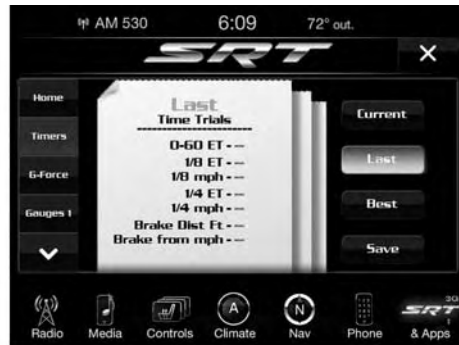 AM 530 6:09 72° out.
SRT X
Home
Timers
G-Force
Gauges 1
Last
Time Trials
0-60 ET - --
1/8 ET - --
1/8 mph - --
1/4 ET - --
1/4 mph - --
Brake Dist Ft - --
Brake from mph - --
Current
Last
Best
Save
A N 3G
SRT
Radio Media Controls Climate Nav Phone & Apps